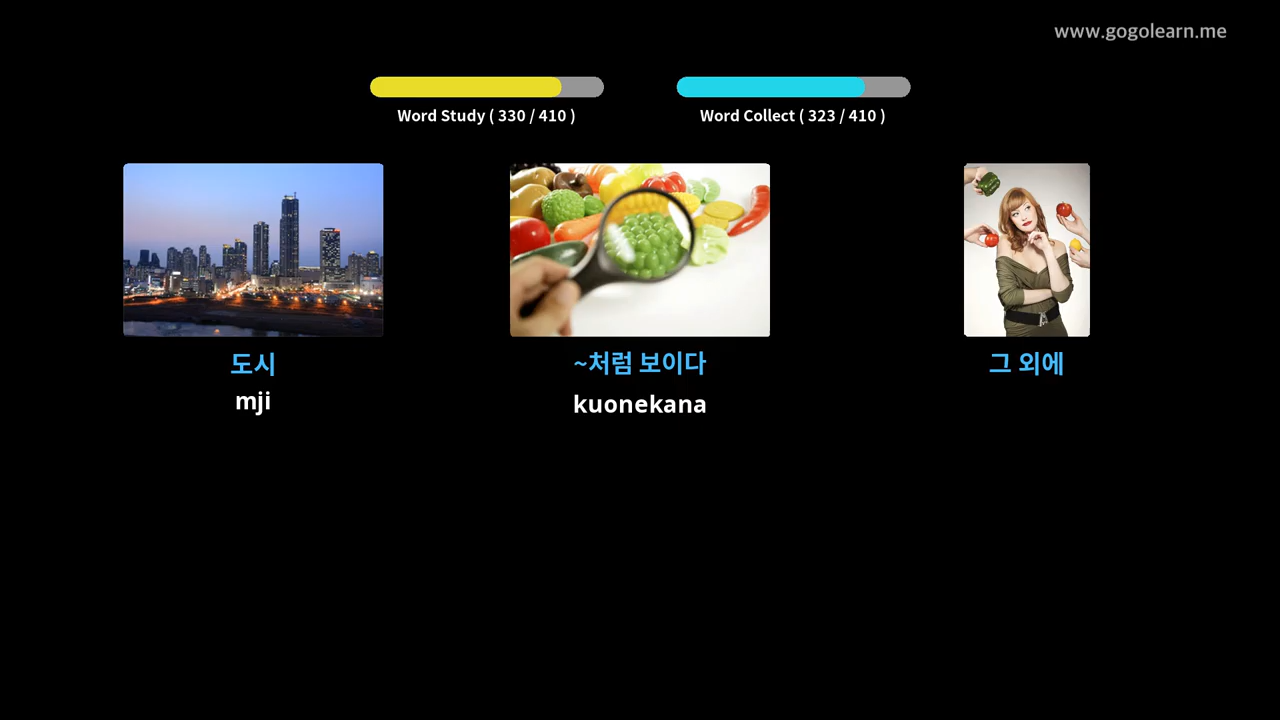 www.gogolearn.me
Word Study ( 330 / 410 )
Word Collect ( 323 / 410 )
도시
~처럼 보이다
그 외에
mji
kuonekana